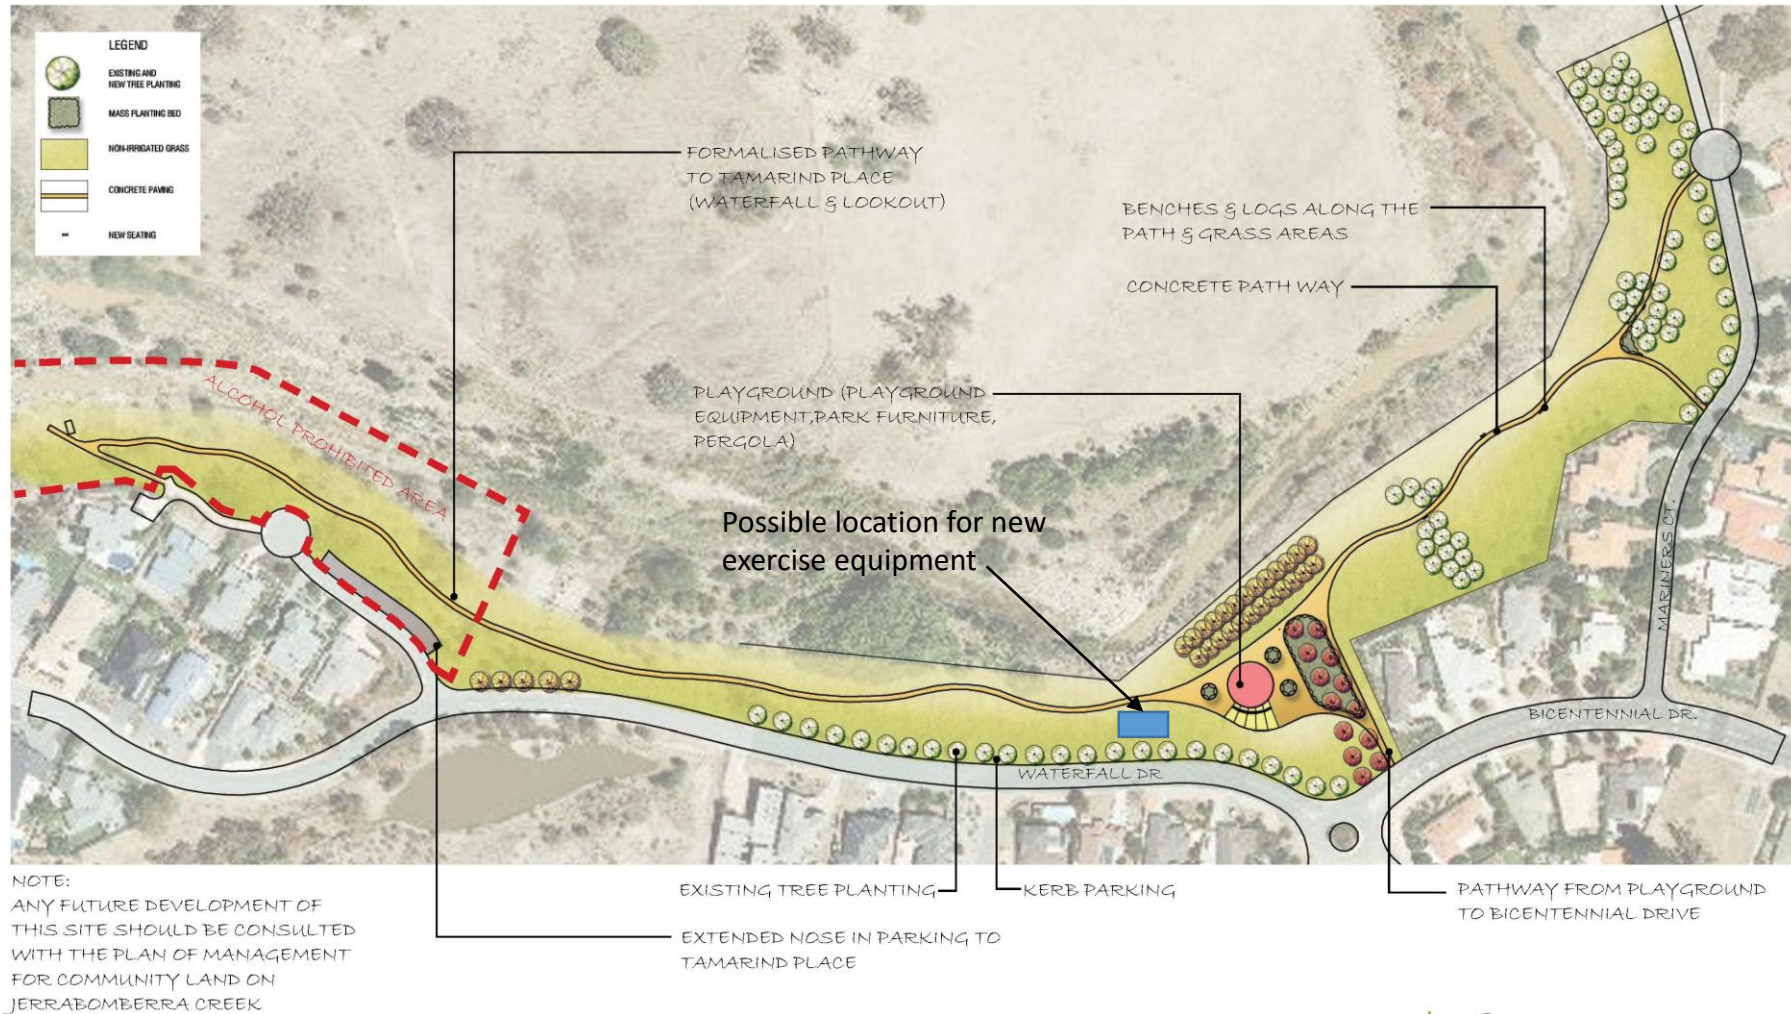 LEGEND
EXISTING AND
NEW TREE PLANTING
MASS PLANTING BED
NON-IRRIGATED GRASS
CONCRETE PAVING
NEW SEATING
FORMALISED PATHWAY
TO TAMARIND PLACE
(WATERFALL & LOOKOUT)
BENCHES & LOGS ALONG THE
PATH & GRASS AREAS
CONCRETE PATH WAY
PLAYGROUND (PLAYGROUND
EQUIPMENT,PARK FURNITURE,
PERGOLA)
ALCOHOL PROHIBITED AREA
Possible location for new
exercise equipment
MARINERS CT.
BICENTENNIAL DR.
WATERFALL DR
EXISTING TREE PLANTING
KERB PARKING
PATHWAY FROM PLAYGROUND
TO BICENTENNIAL DRIVE
EXTENDED NOSE IN PARKING TO
TAMARIND PLACE
NOTE:
ANY FUTURE DEVELOPMENT OF
THIS SITE SHOULD BE CONSULTED
WITH THE PLAN OF MANAGEMENT
FOR COMMUNITY LAND ON
JERRABOMBERRA CREEK